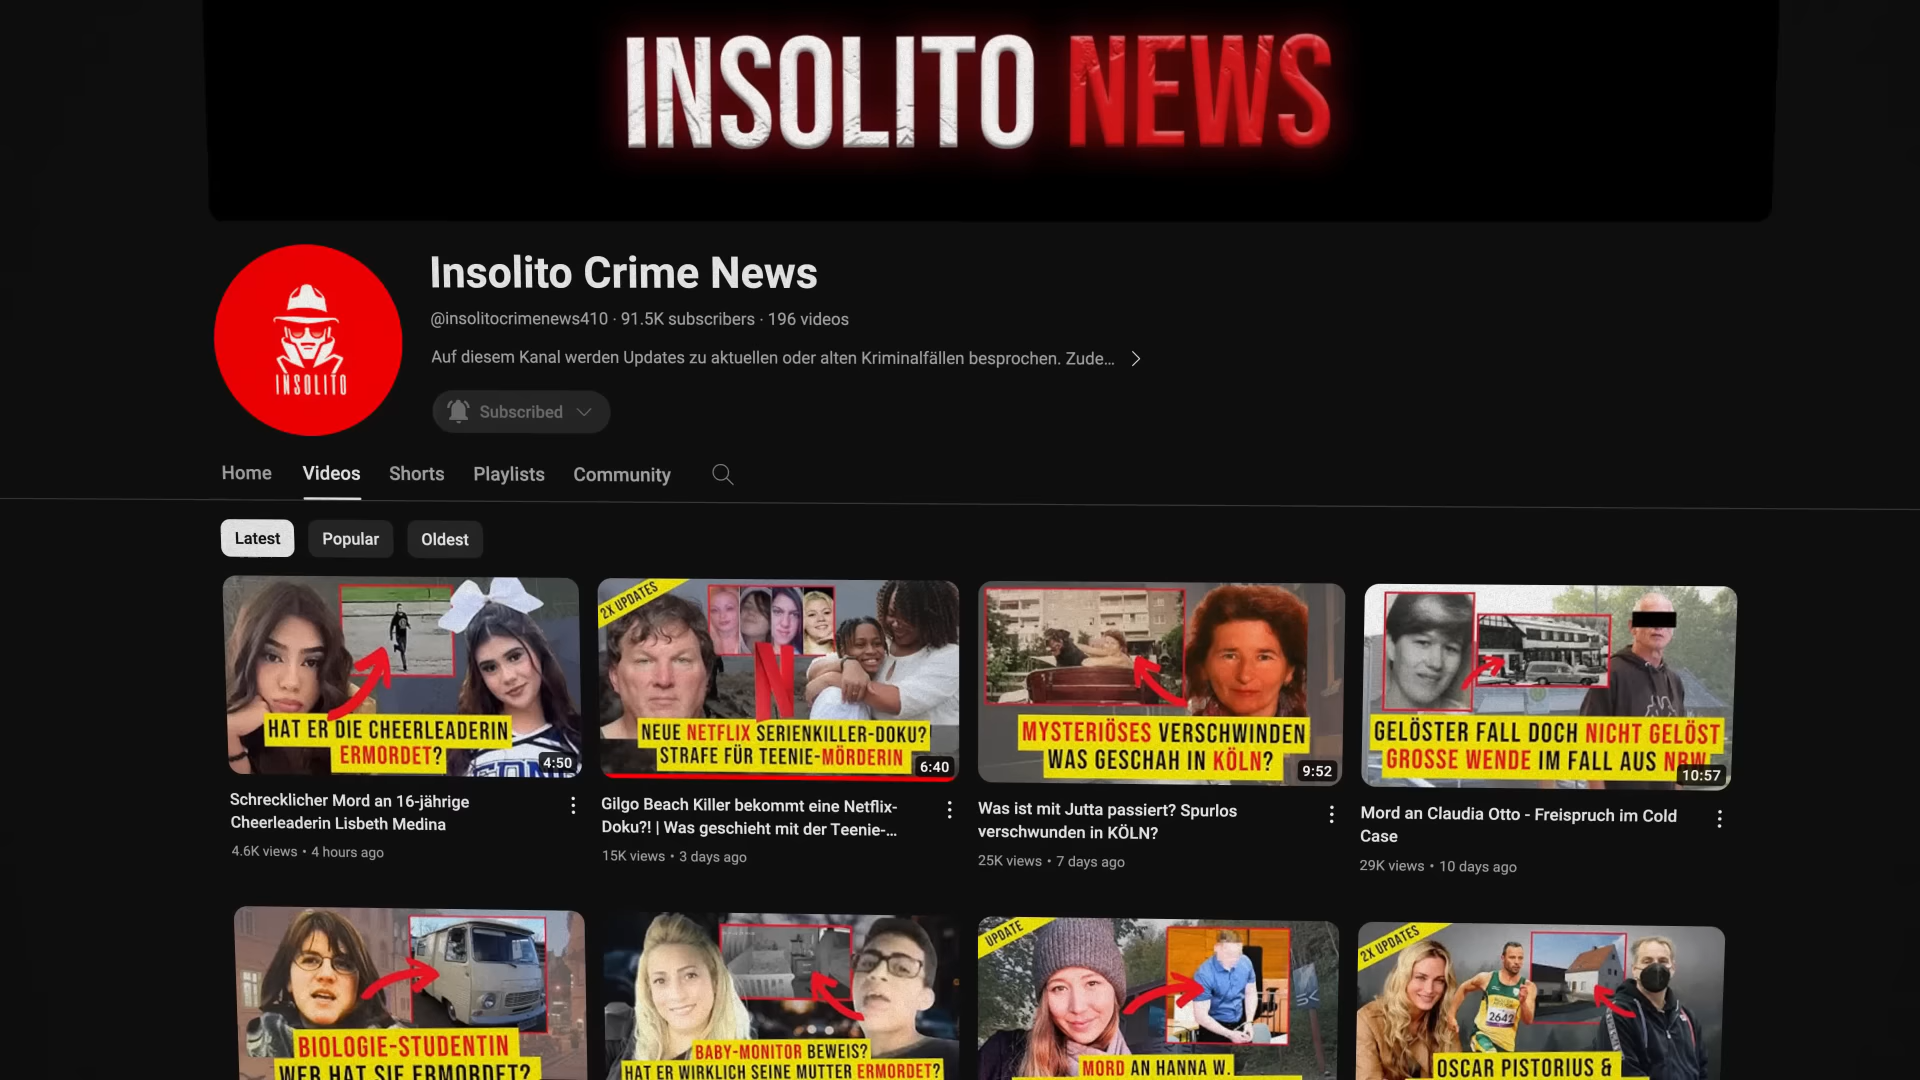 INSOLITO NEWS
INSOLITO
Insolito Crime News
@insolitocrimenews410 · 91.5K subscribers · 196 videos
Auf diesem Kanal werden Updates zu aktuellen oder alten Kriminalfällen besprochen. Zude...
Subscribed
Home Videos Shorts Playlists Community
Latest Popular Oldest
HAT ER DIE CHEERLEADERIN
ERMORDET?
4:50
Schrecklicher Mord an 16-jährige
Cheerleaderin Lisbeth Medina
4.6K views • 4 hours ago
2X UPDATES
N
NEUE NETFLIX SERIENKILLER-DOKU?
STRAFE FÜR TEENIE-MÖRDERIN
6:40
Gilgo Beach Killer bekommt eine Netflix-
Doku?! | Was geschieht mit der Teenie-...
15K views • 3 days ago
MYSTERIÖSES VERSCHWINDEN
WAS GESCHAH IN KÖLN?
9:52
Was ist mit Jutta passiert? Spurlos
verschwunden in KÖLN?
25K views • 7 days ago
GELÖSTER FALL DOCH NICHT GELÖST
GROSSE WENDE IM FALL AUS NRW
10:57
Mord an Claudia Otto - Freispruch im Cold
Case
29K views • 10 days ago
BIOLOGIE-STUDENTIN
WER HAT SIE ERMORDET?
BABY-MONITOR BEWEIS?
HAT ER WIRKLICH SEINE MUTTER ERMORDET?
UPDATE
MORD AN HANNA W.
2X UPDATES
2642
OSCAR PISTORIUS &